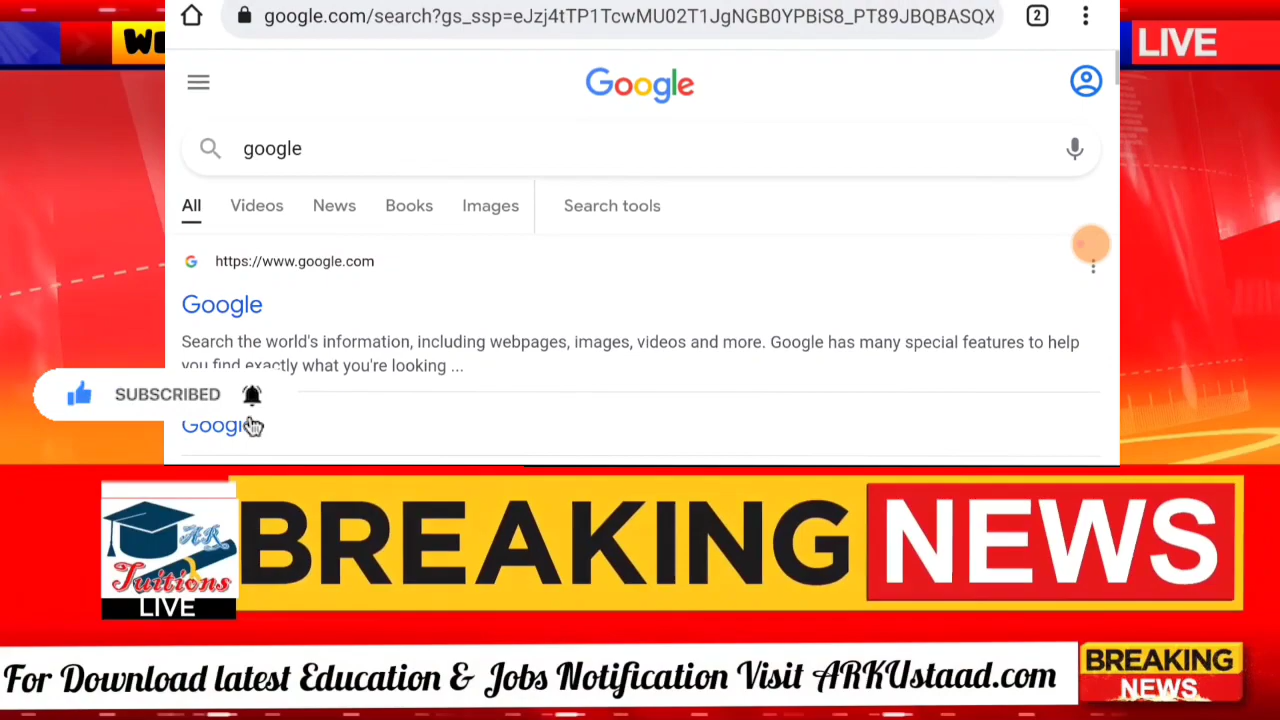 google.com/search?gs_ssp=eJzj4tTP1TcwMU02T1JgNGB0YPBiS8_PT89JBQBASQX
2
LIVE
Google
google
All Videos News Books Images Search tools
https://www.google.com
Google
Search the world's information, including webpages, images, videos and more. Google has many special features to help
you find exactly what you're looking ...
SUBSCRIBED
Google
AR
Tuitions
LIVE
BREAKING NEWS
For Download latest Education & Jobs Notification Visit ARKUstaad.com
BREAKING
NEWS